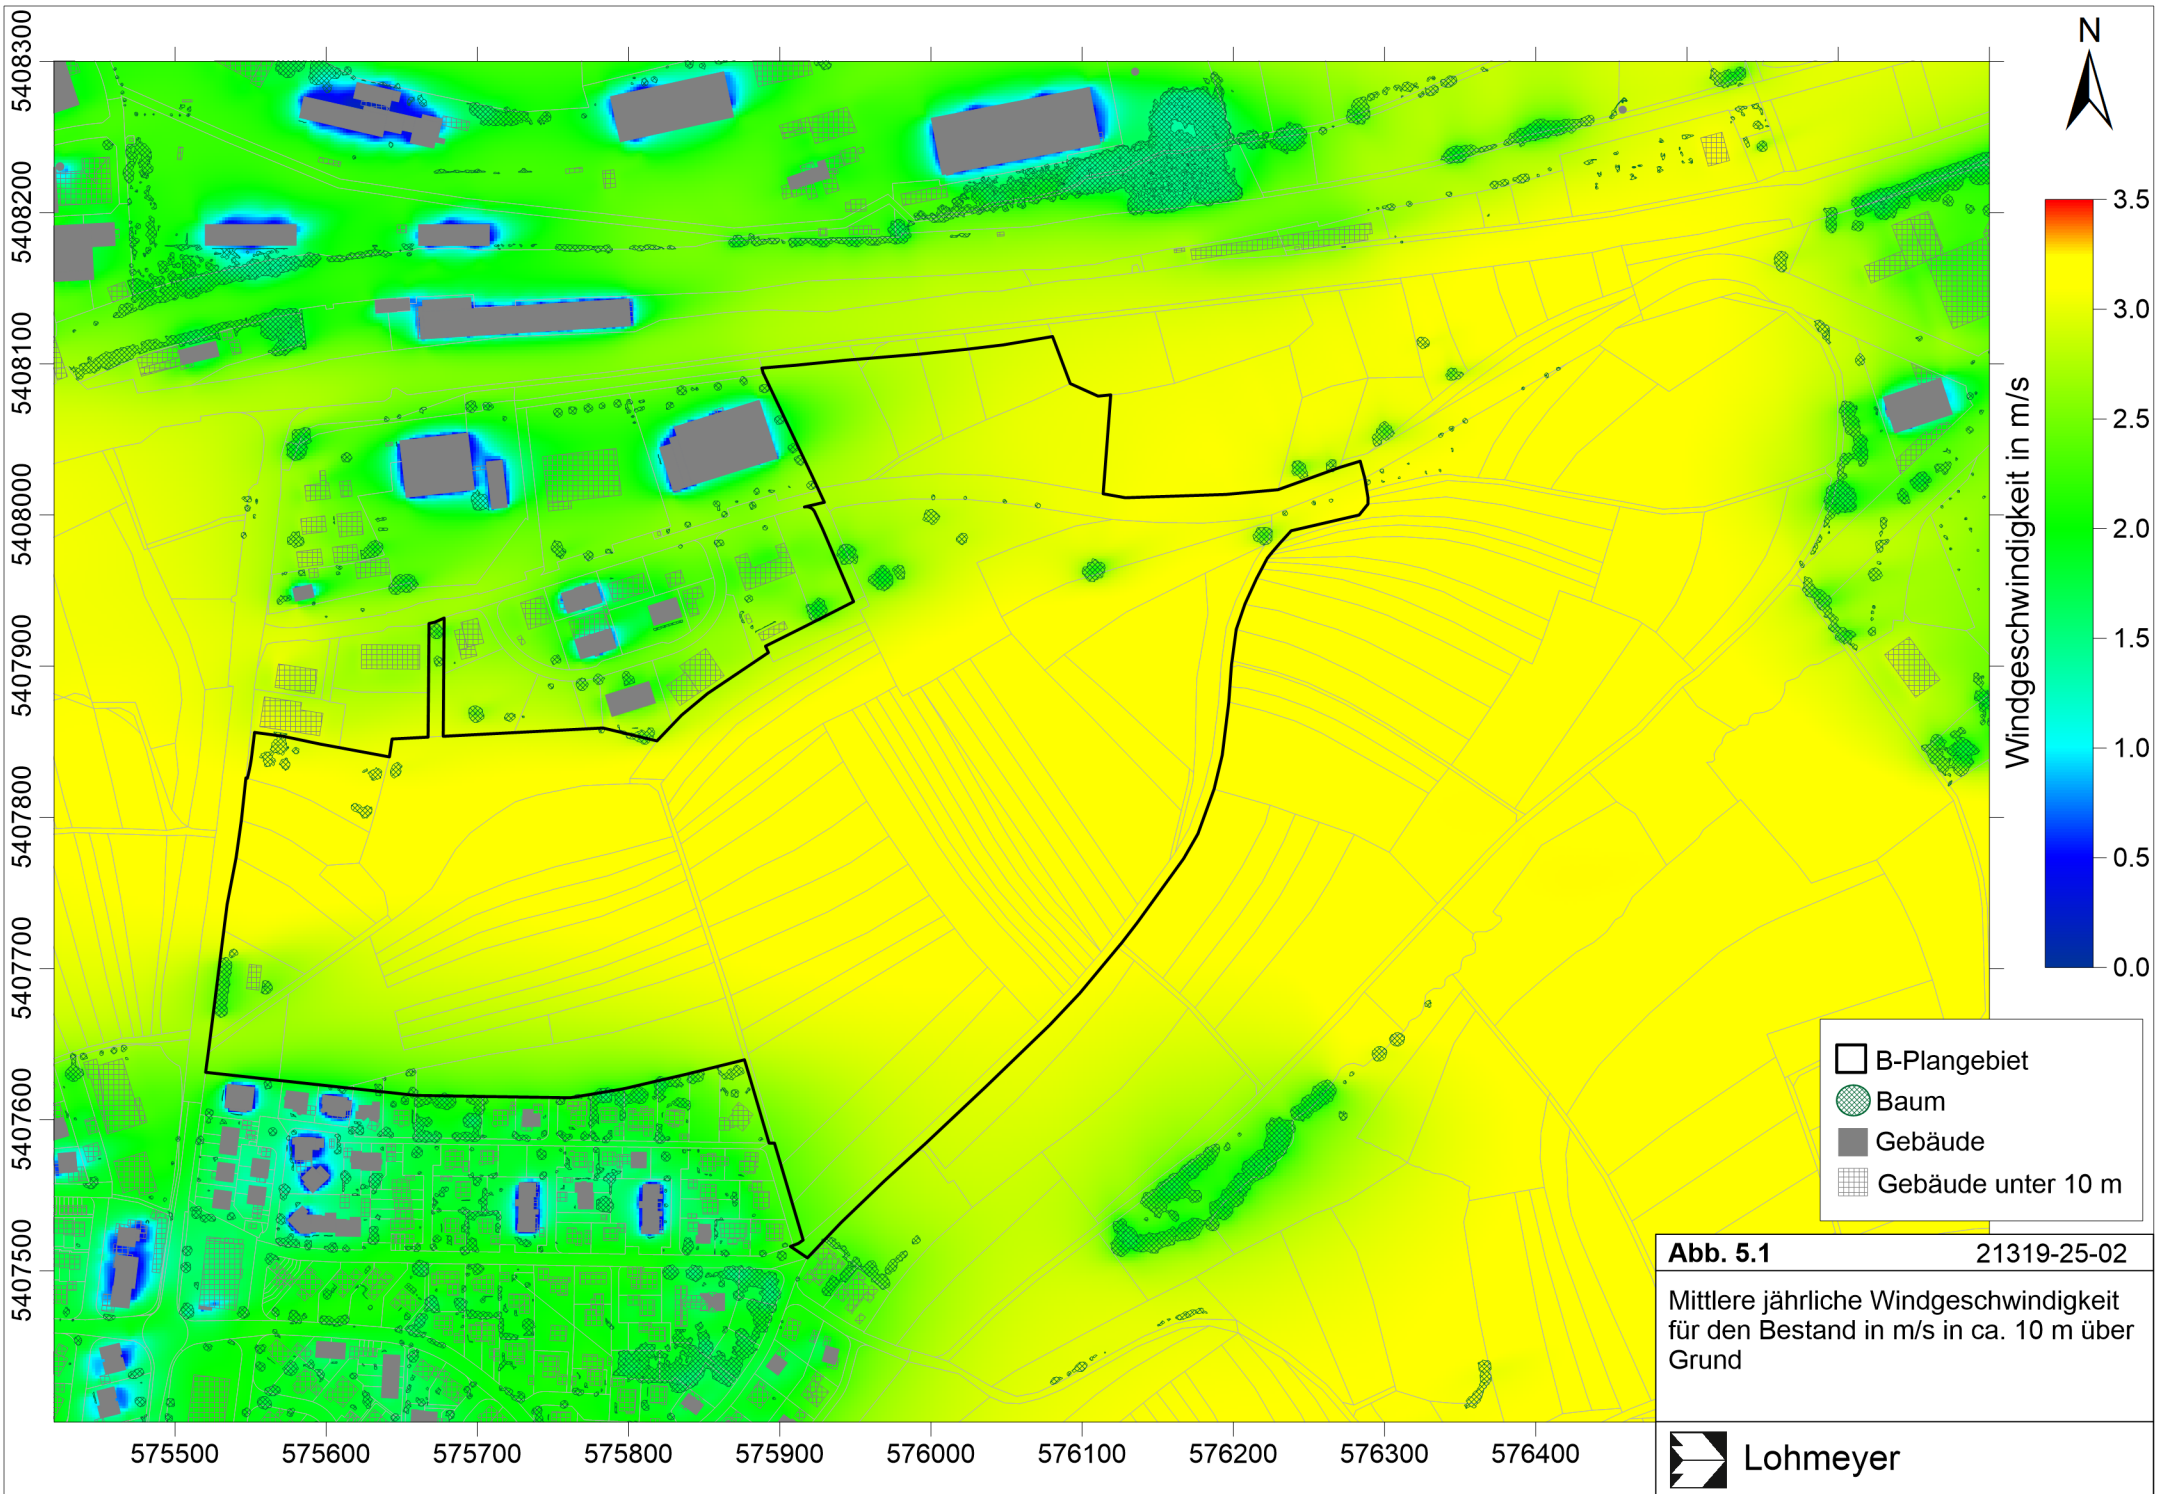 N
5408300
5408200
5408100
5408000
5407900
5407800
5407700
5407600
5407500
575500 575600 575700 575800 575900 576000 576100 576200 576300 576400
Windgeschwindigkeit in m/s
3.5
3.0
2.5
2.0
1.5
1.0
0.5
0.0
B-Plangebiet
Baum
Gebäude
Gebäude unter 10 m
Abb. 5.1 21319-25-02
Mittlere jährliche Windgeschwindigkeit
für den Bestand in m/s in ca. 10 m über
Grund
Lohmeyer